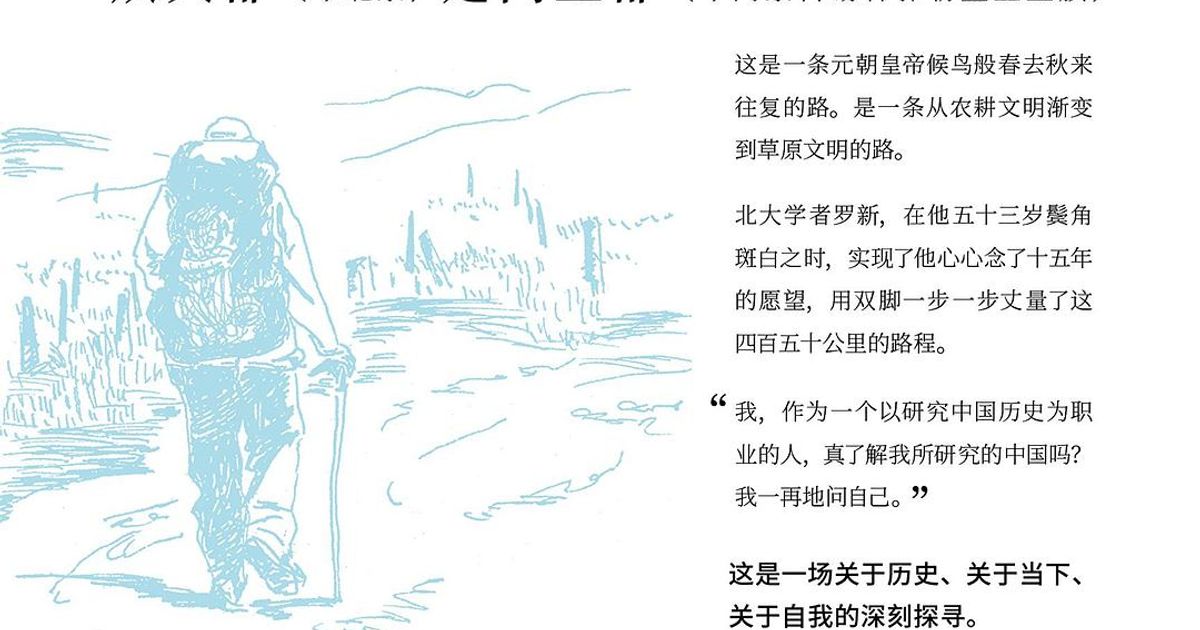 这是一条元朝皇帝候鸟般春去秋来
往复的路。是一条从农耕文明渐变
到草原文明的路。
北大学者罗新，在他五十三岁鬓角
斑白之时，实现了他心心念了十五年
的愿望，用双脚一步一步丈量了这
四百五十公里的路程。
“我，作为一个以研究中国历史为职
业的人，真了解我所研究的中国吗？
我一再地问自己。”
这是一场关于历史、关于当下、
关于自我的深刻探寻。